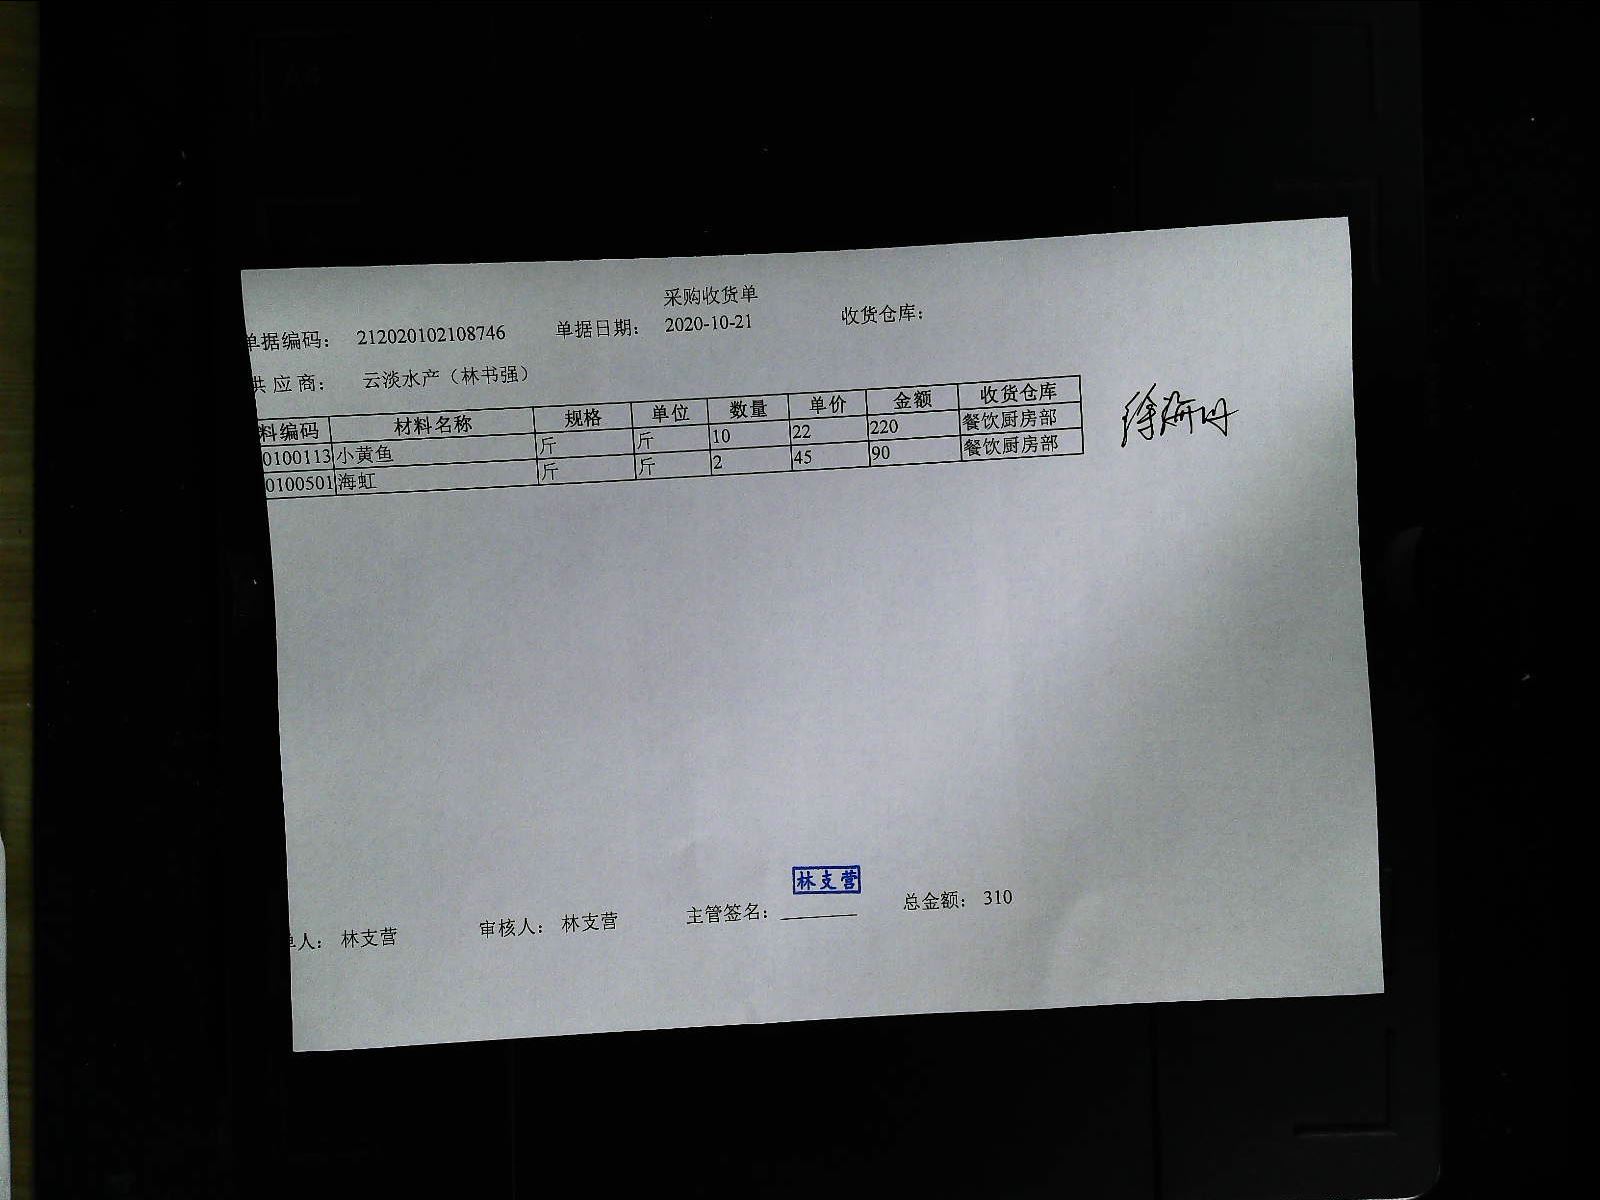 采购收货单
单据编码： 212020102108746 单据日期： 2020-10-21 收货仓库：
供应商： 云淡水产（林书强）
料编码 材料名称 规格 单位 数量 单价 金额 收货仓库
0100113 小黄鱼 斤 斤 10 22 220 餐饮厨房部
0100501 海虹 斤 斤 2 45 90 餐饮厨房部
林支营
单人： 林支营 审核人： 林支营 主管签名： 总金额： 310